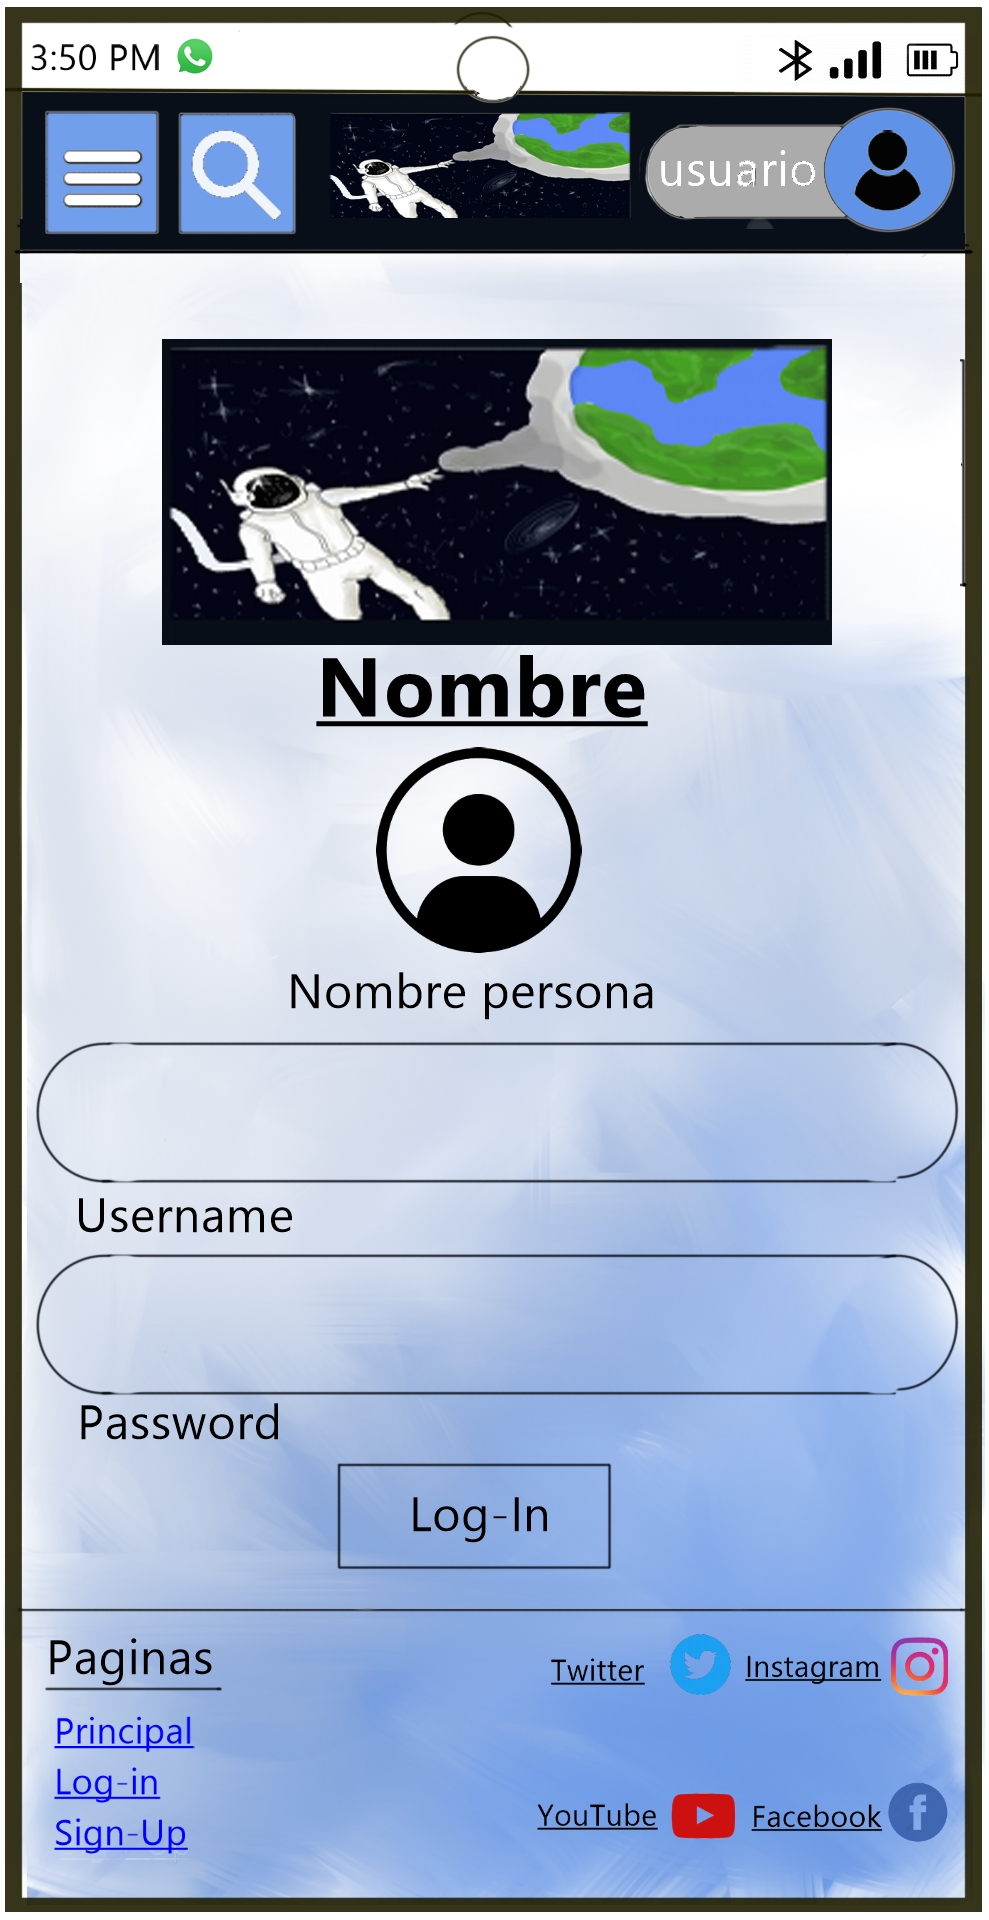 3:50 PM
usuario
Nombre
Nombre persona
Username
Password
Log-In
Paginas
Principal
Log-in
Sign-Up
Twitter
Instagram
YouTube
Facebook